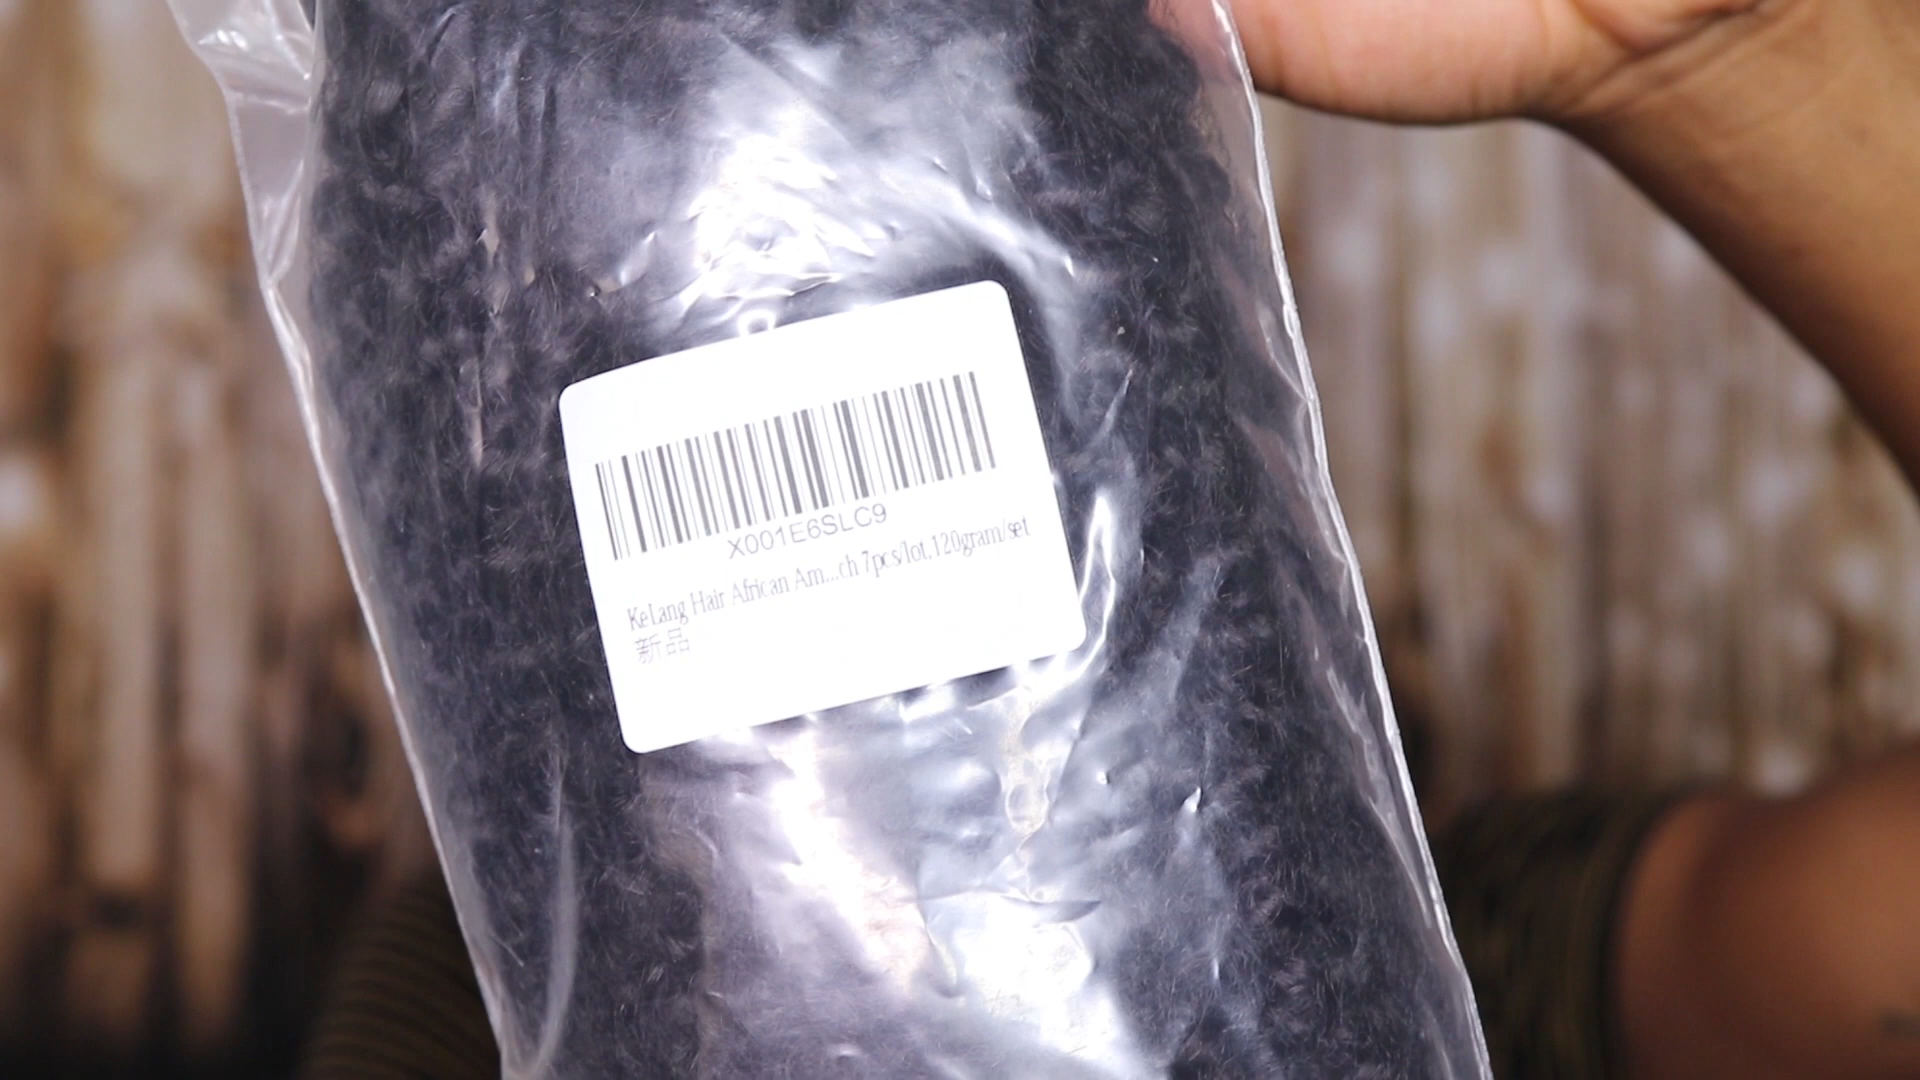 X001E6SLC9
KeLang Hair African Am...ch 7pcs/lot,120gram/set
新品